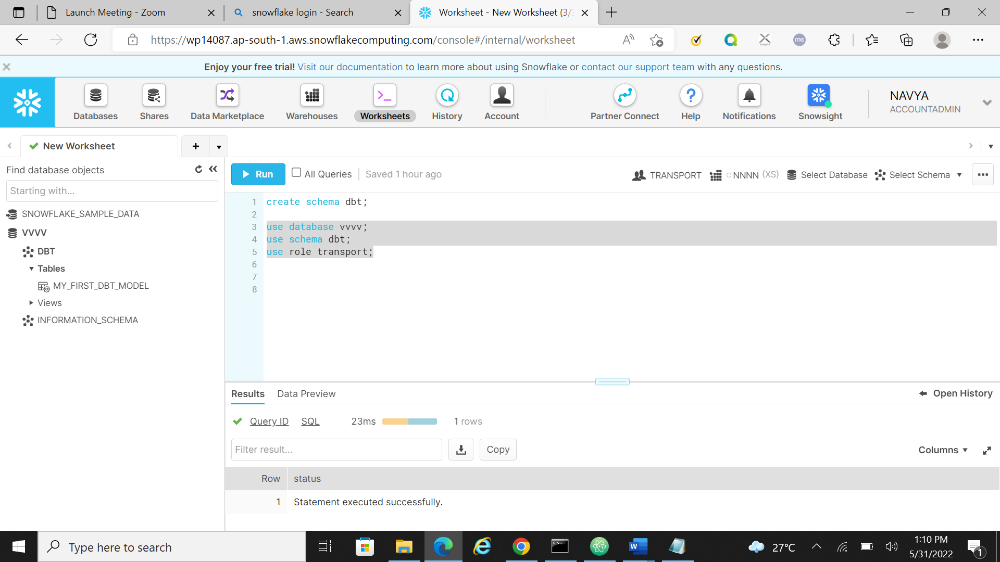 Launch Meeting - Zoom
snowflake login - Search
Worksheet - New Worksheet (3/
https://wp14087.ap-south-1.aws.snowflakecomputing.com/console#/internal/worksheet
me
Enjoy your free trial! Visit our documentation to learn more about using Snowflake or contact our support team with any questions.
Databases
Shares
Data Marketplace
Warehouses
Worksheets
History
Account
Partner Connect
Help
Notifications
Snowsight
NAVYA
ACCOUNTADMIN
New Worksheet
Find database objects
Starting with...
SNOWFLAKE_SAMPLE_DATA
VVVV
DBT
Tables
MY_FIRST_DBT_MODEL
Views
INFORMATION_SCHEMA
Run
All Queries
Saved 1 hour ago
TRANSPORT
NNNN (XS)
Select Database
Select Schema
1 create schema dbt;
2
3 use database vvvv;
4 use schema dbt;
5 use role transport;
6
7
8
Results
Data Preview
Open History
Query ID
SQL
23ms
1 rows
Filter result...
Copy
Columns
Row status
1 Statement executed successfully.
Type here to search
27°C
1:10 PM
5/31/2022
1